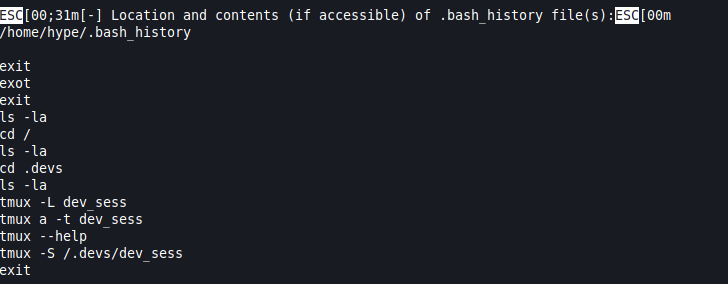 ESC[00;31m[-] Location and contents (if accessible) of .bash_history file(s):ESC[00m
/home/hype/.bash_history
exit
exot
exit
ls -la
cd /
ls -la
cd .devs
ls -la
tmux -L dev_sess
tmux a -t dev_sess
tmux --help
tmux -S /.devs/dev_sess
exit